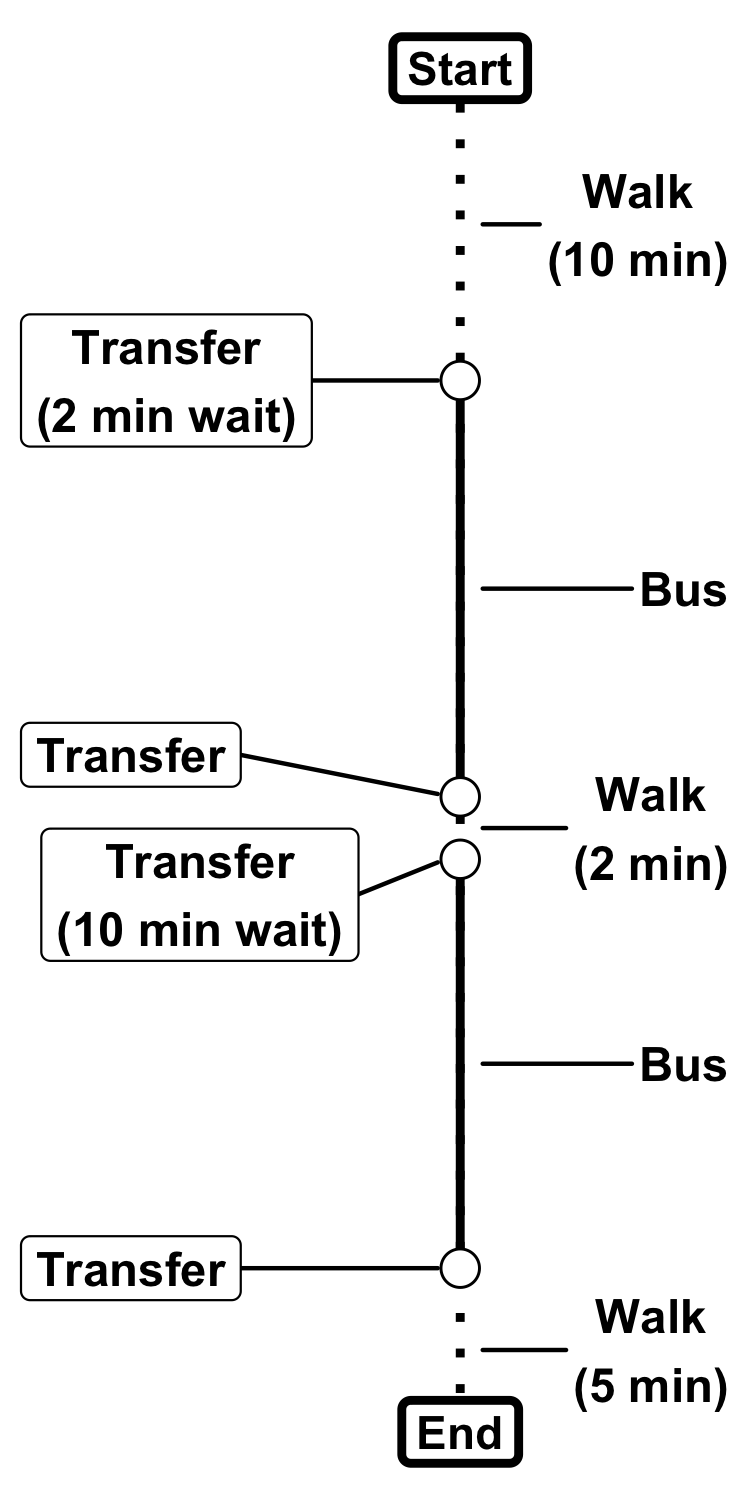 Start
Walk
(10 min)
Transfer
(2 min wait)
Bus
Transfer
Walk
(2 min)
Transfer
(10 min wait)
Bus
Transfer
Walk
(5 min)
End